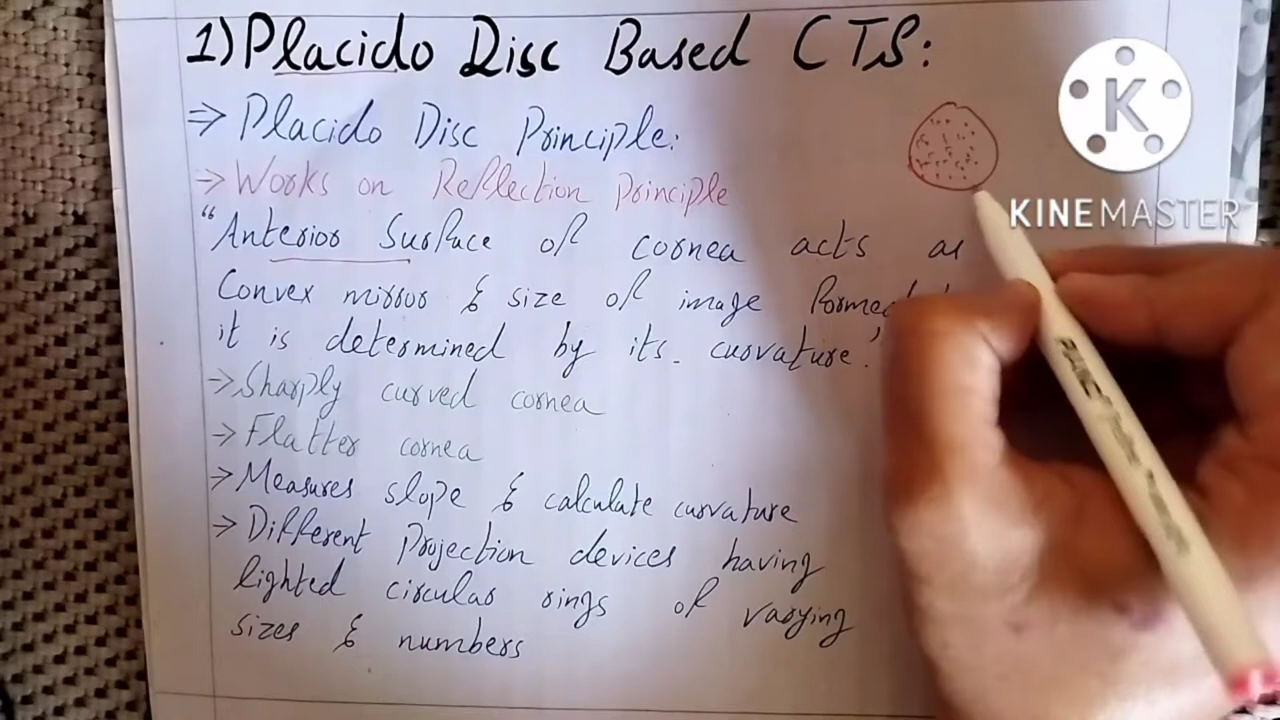 1) Placido Disc Based CTS:
⇒ Placido Disc Principle:
→ Works on Reflection Principle
"Anterior Surface of cornea acts as
Convex mirror & size of image formed
it is determined by its curvature."
→ Sharply curved cornea
→ Flatter cornea
→ Measures slope & calculate curvature
→ Different Projection devices having
lighted circular rings of varying
sizes & numbers
K
KINEMASTER